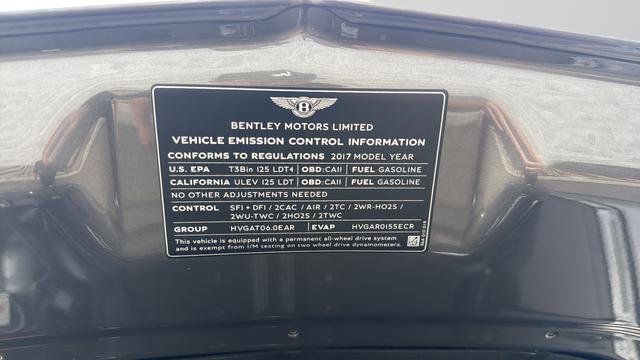 B
BENTLEY MOTORS LIMITED
VEHICLE EMISSION CONTROL INFORMATION
CONFORMS TO REGULATIONS 2017 MODEL YEAR
U.S. EPA T3Bin 125 LDT4 OBD:CAII FUEL GASOLINE
CALIFORNIA ULEV 125 LDT OBD:CAII FUEL GASOLINE
NO OTHER ADJUSTMENTS NEEDED
CONTROL SFI + DFI / 2CAC / AIR / 2TC / 2WR-HO2S /
2WU-TWC / 2HO2S / 2TWC
GROUP HVGAT06.0EAR EVAP HVGAR0155ECR
This vehicle is equipped with a permanent all-wheel drive system
and is exempt from I/M testing on two wheel drive dynamometers.